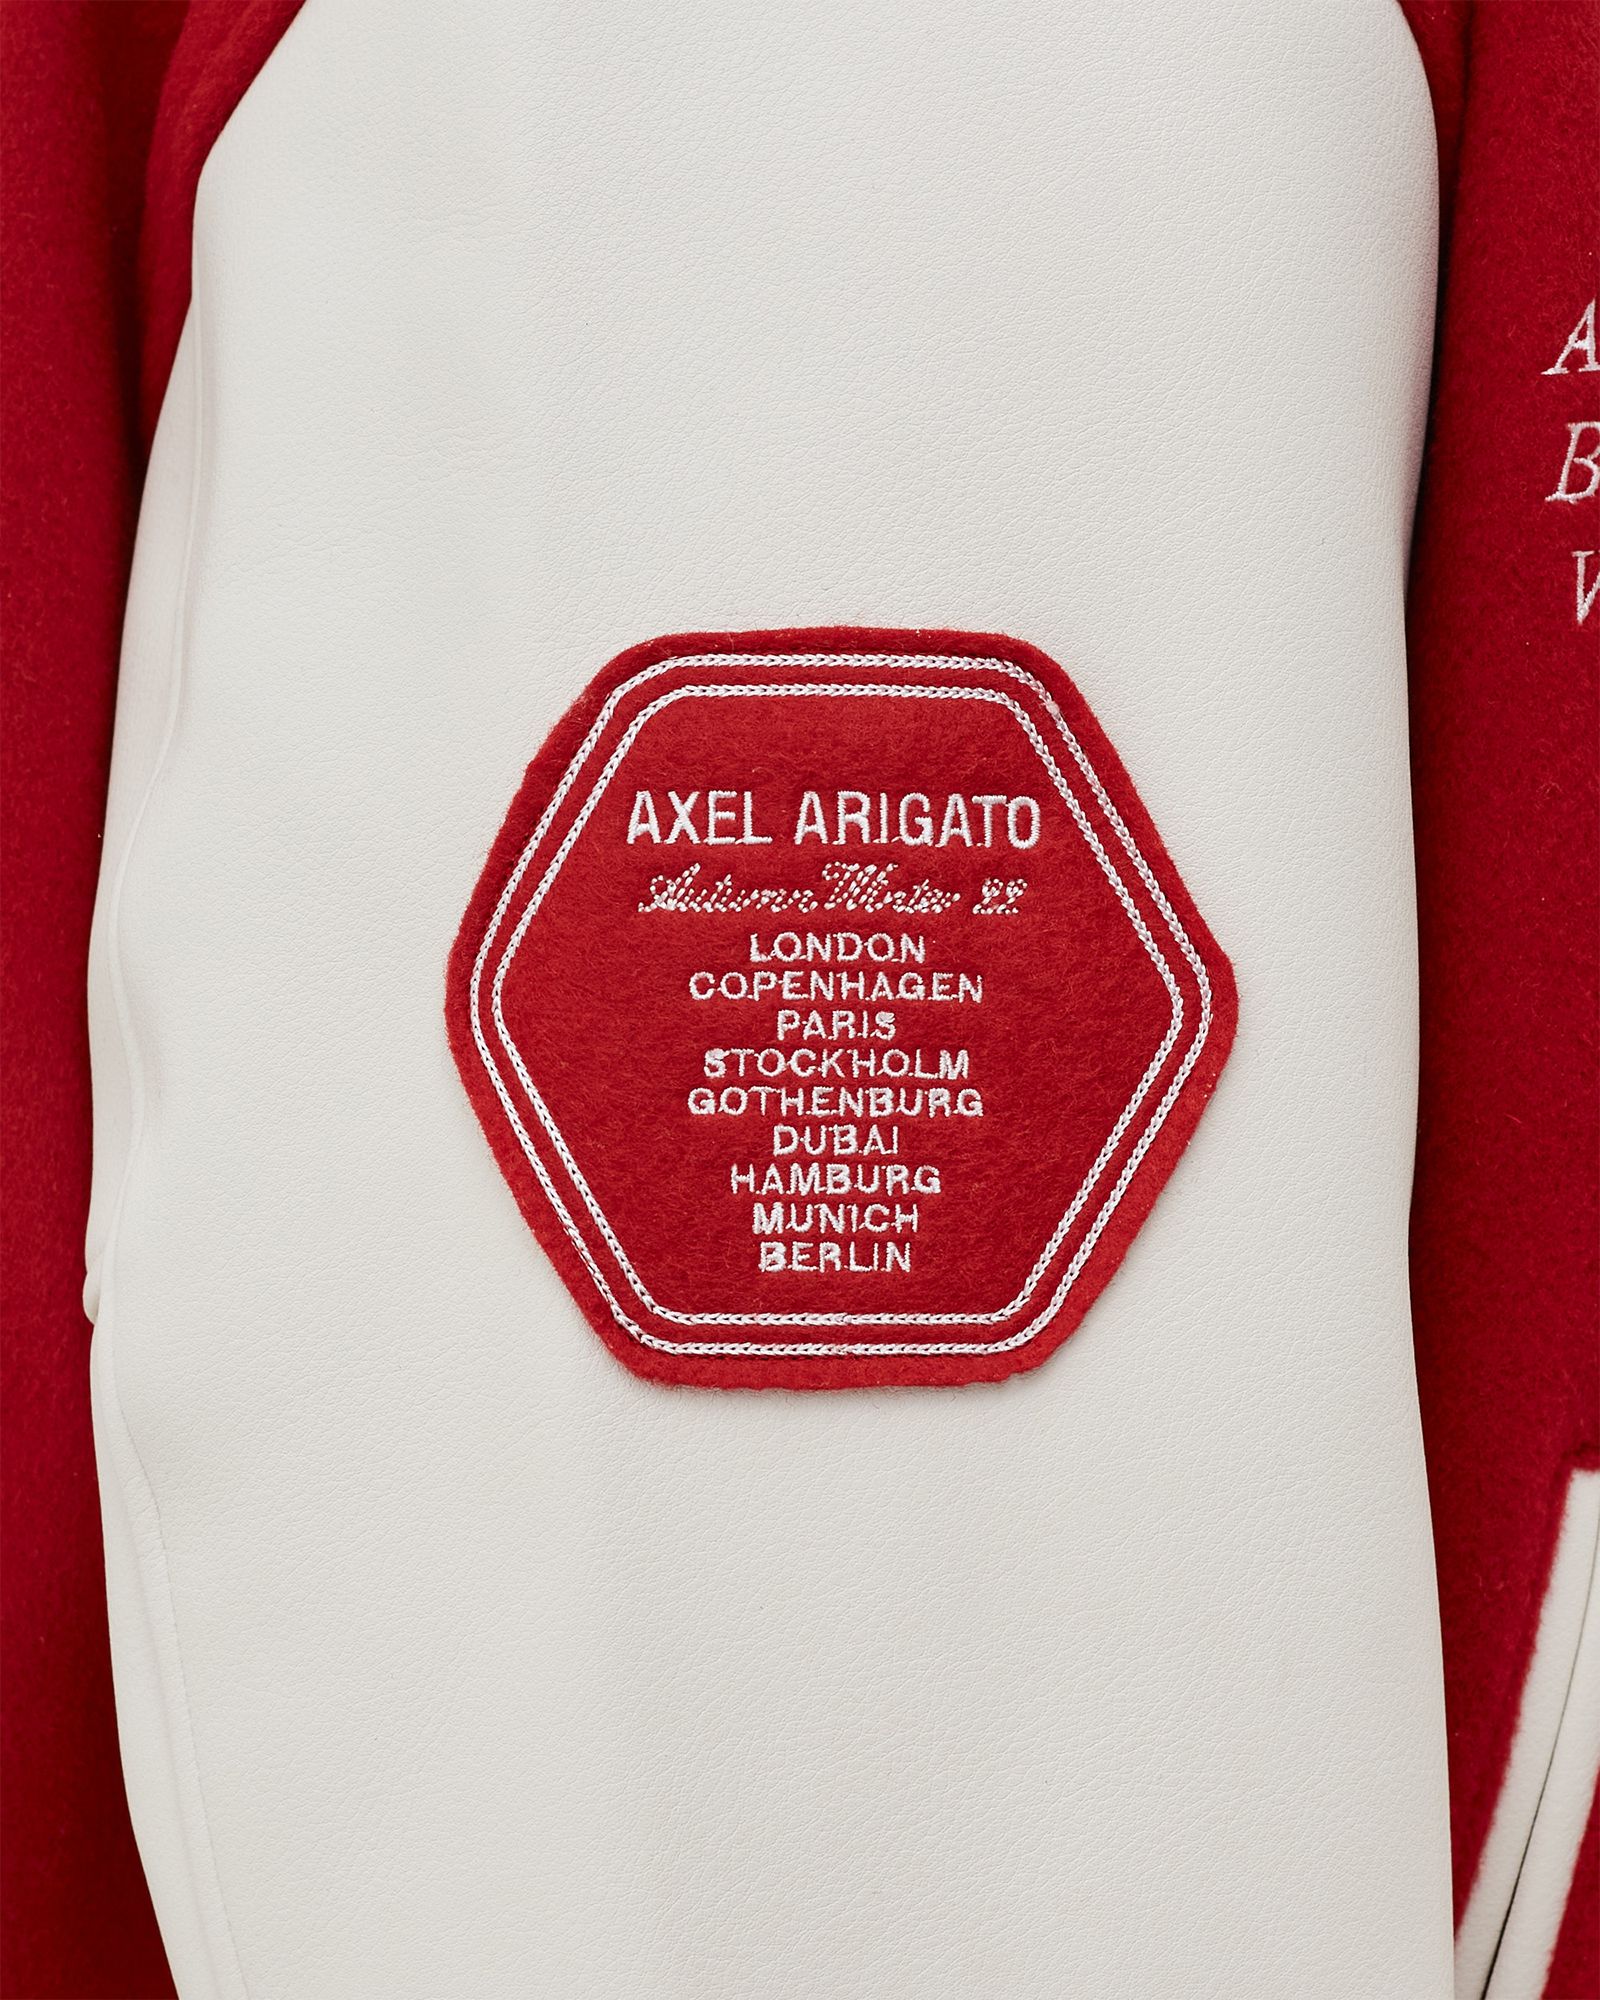 AXEL ARIGATO
Autumn Winter 22
LONDON
COPENHAGEN
PARIS
STOCKHOLM
GOTHENBURG
DUBAI
HAMBURG
MUNICH
BERLIN